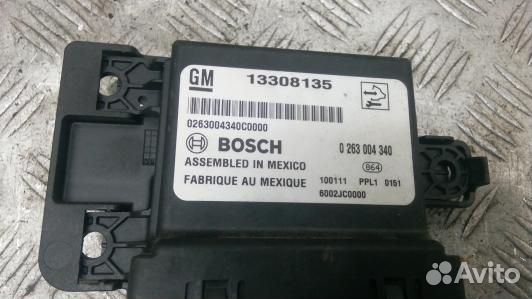 GM 13308135
0263004340C0000
BOSCH 0 263 004 340
ASSEMBLED IN MEXICO 864
FABRIQUE AU MEXIQUE 100111 PPL1 0151
6002JC0000
Avito